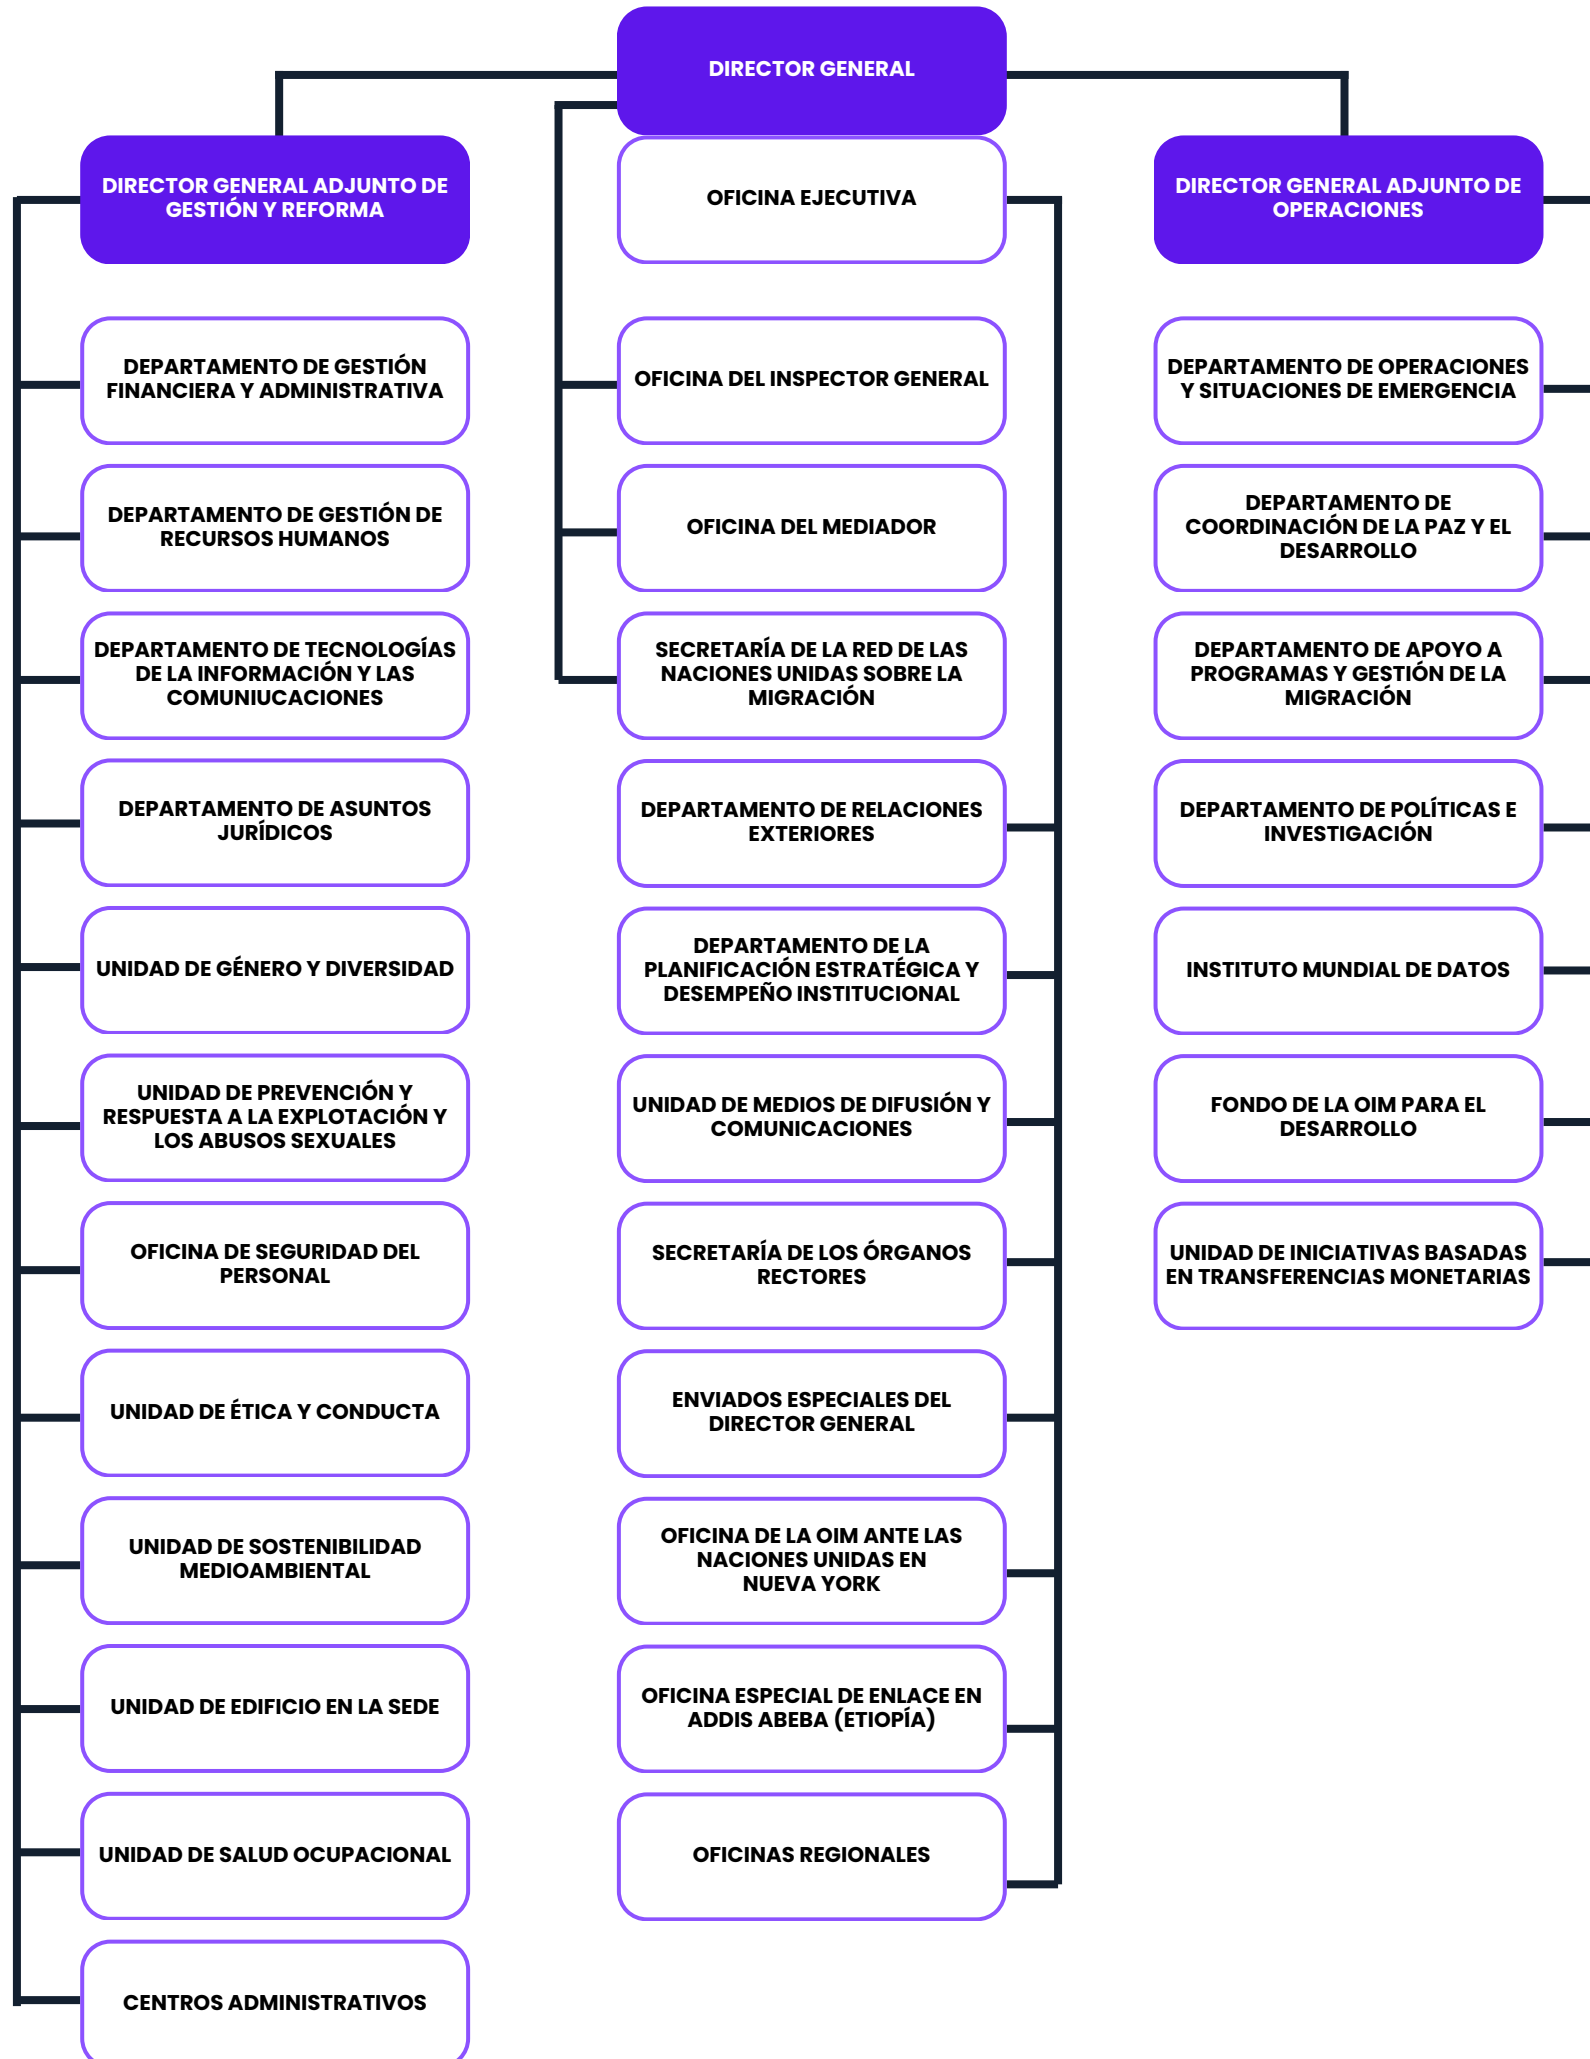 DIRECTOR GENERAL
DIRECTOR GENERAL ADJUNTO DE
GESTIÓN Y REFORMA
DEPARTAMENTO DE GESTIÓN
FINANCIERA Y ADMINISTRATIVA
DEPARTAMENTO DE GESTIÓN DE
RECURSOS HUMANOS
DEPARTAMENTO DE TECNOLOGÍAS
DE LA INFORMACIÓN Y LAS
COMUNIUCACIONES
DEPARTAMENTO DE ASUNTOS
JURÍDICOS
UNIDAD DE GÉNERO Y DIVERSIDAD
UNIDAD DE PREVENCIÓN Y
RESPUESTA A LA EXPLOTACIÓN Y
LOS ABUSOS SEXUALES
OFICINA DE SEGURIDAD DEL
PERSONAL
UNIDAD DE ÉTICA Y CONDUCTA
UNIDAD DE SOSTENIBILIDAD
MEDIOAMBIENTAL
UNIDAD DE EDIFICIO EN LA SEDE
UNIDAD DE SALUD OCUPACIONAL
CENTROS ADMINISTRATIVOS
OFICINA EJECUTIVA
OFICINA DEL INSPECTOR GENERAL
OFICINA DEL MEDIADOR
SECRETARÍA DE LA RED DE LAS
NACIONES UNIDAS SOBRE LA
MIGRACIÓN
DEPARTAMENTO DE RELACIONES
EXTERIORES
DEPARTAMENTO DE LA
PLANIFICACIÓN ESTRATÉGICA Y
DESEMPEÑO INSTITUCIONAL
UNIDAD DE MEDIOS DE DIFUSIÓN Y
COMUNICACIONES
SECRETARÍA DE LOS ÓRGANOS
RECTORES
ENVIADOS ESPECIALES DEL
DIRECTOR GENERAL
OFICINA DE LA OIM ANTE LAS
NACIONES UNIDAS EN
NUEVA YORK
OFICINA ESPECIAL DE ENLACE EN
ADDIS ABEBA (ETIOPÍA)
OFICINAS REGIONALES
DIRECTOR GENERAL ADJUNTO DE
OPERACIONES
DEPARTAMENTO DE OPERACIONES
Y SITUACIONES DE EMERGENCIA
DEPARTAMENTO DE
COORDINACIÓN DE LA PAZ Y EL
DESARROLLO
DEPARTAMENTO DE APOYO A
PROGRAMAS Y GESTIÓN DE LA
MIGRACIÓN
DEPARTAMENTO DE POLÍTICAS E
INVESTIGACIÓN
INSTITUTO MUNDIAL DE DATOS
FONDO DE LA OIM PARA EL
DESARROLLO
UNIDAD DE INICIATIVAS BASADAS
EN TRANSFERENCIAS MONETARIAS